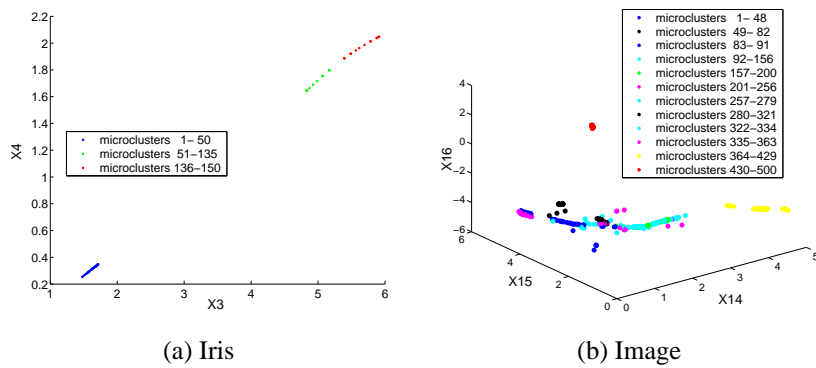 2.2
2
1.8
1.6
1.4
1.2
1
0.8
0.6
0.4
0.2
X4
microclusters 1− 50
microclusters 51−135
microclusters 136−150
1 2 3 4 5 6
X3
(a) Iris
microclusters 1− 48
microclusters 49− 82
microclusters 83− 91
microclusters 92−156
microclusters 157−200
microclusters 201−256
microclusters 257−279
microclusters 280−321
microclusters 322−334
microclusters 335−363
microclusters 364−429
microclusters 430−500
4
2
0
−2
−4
−6
X16
6
4
2
0
X15
0
1
2
3
4
5
X14
(b) Image